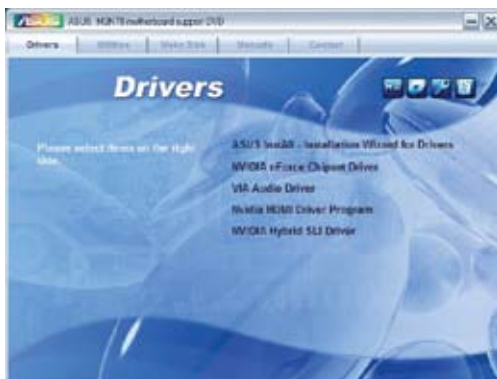 ASUS M3N78 motherboard support DVD
Drivers Utilities Make Disk Manuals Contact
Drivers
Please select items on the right side.
ASUS InstAll - Installation Wizard for Drivers
NVIDIA nForce Chipset Driver
VIA Audio Driver
Nvidia HDMI Driver Program
NVIDIA Hybrid SLI Driver